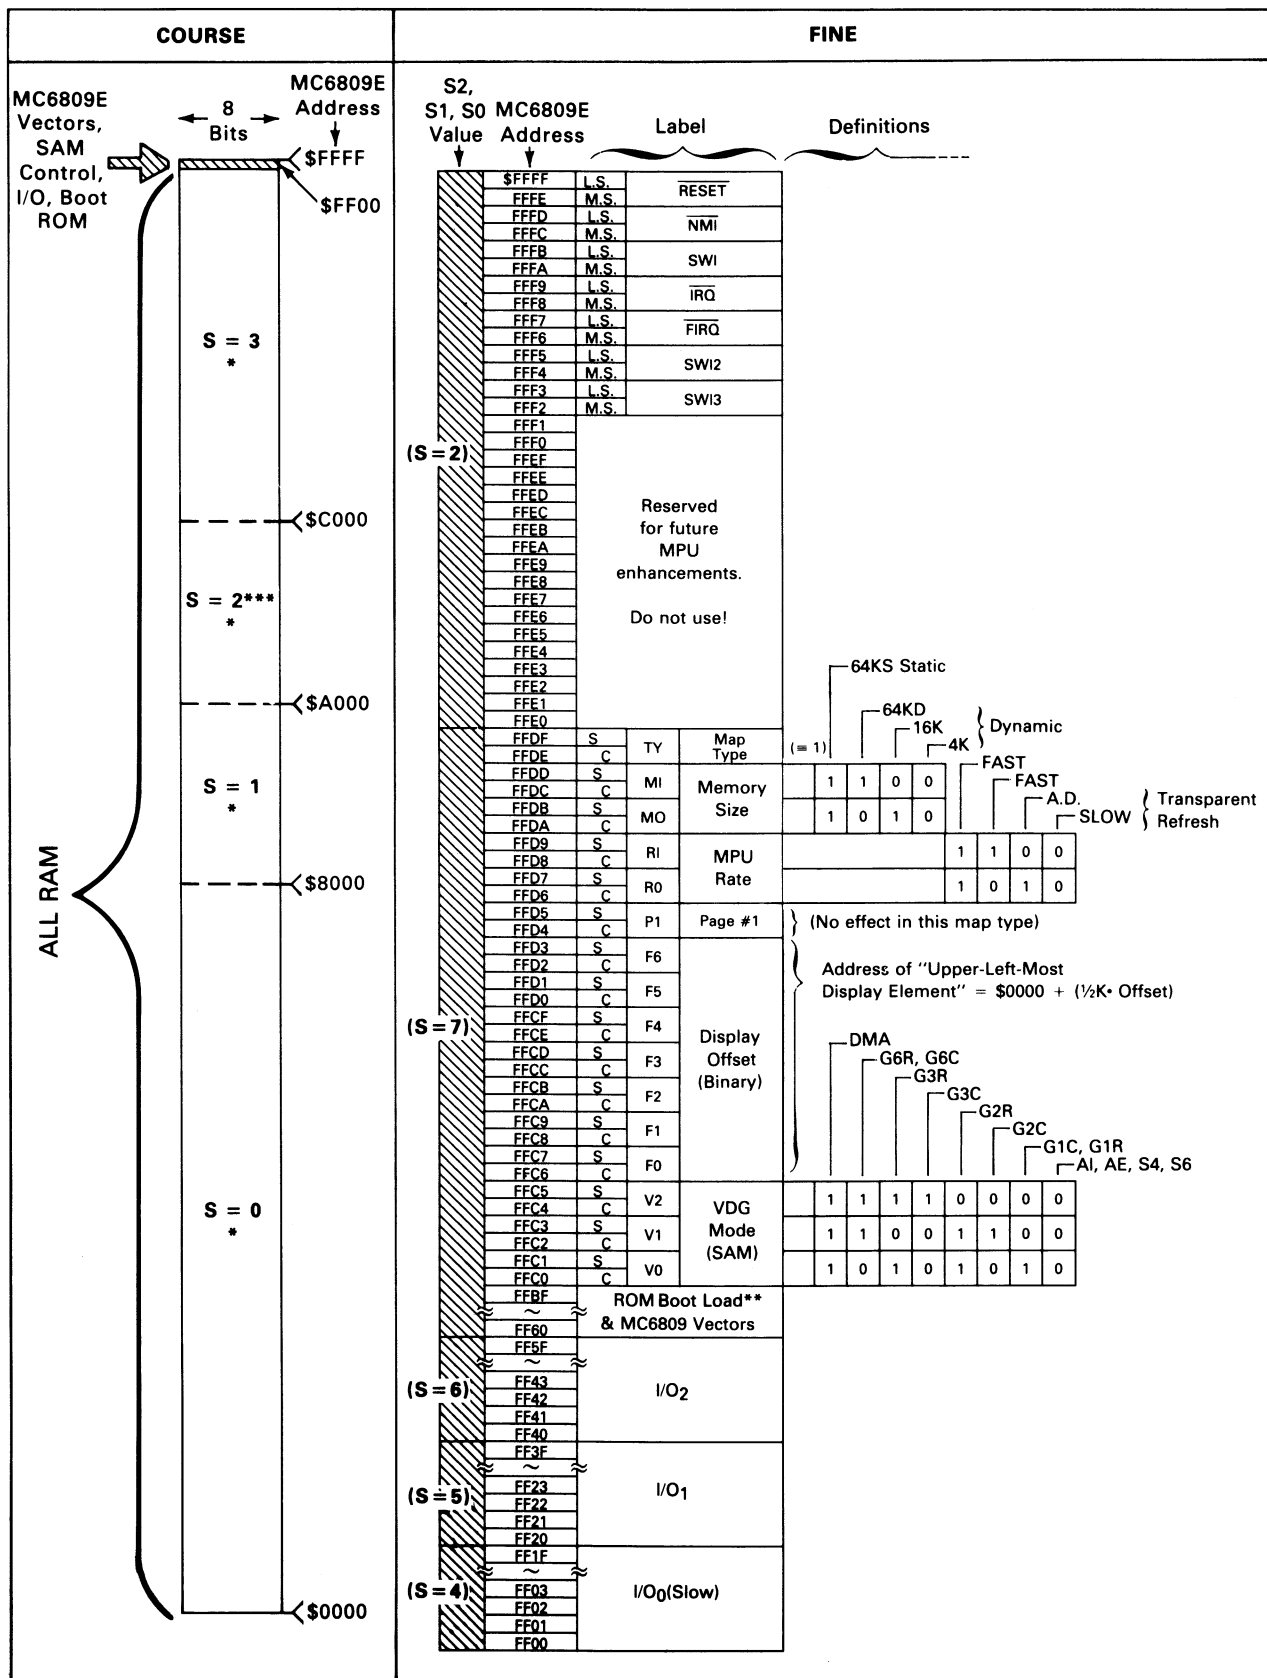 COURSE
FINE
MC6809E
Vectors,
SAM
Control,
I/O, Boot
ROM
8
Bits
MC6809E
Address
$FFFF
$FF00
S = 3
*
$C000
S = 2***
*
$A000
S = 1
*
$8000
ALL RAM
S = 0
*
$0000
S2,
S1, S0
Value
MC6809E
Address
Label
Definitions
(S = 2)
(S = 7)
(S = 6)
(S = 5)
(S = 4)
$FFFF L.S.
RESET
FFFE M.S.
FFFD L.S.
NMI
FFFC M.S.
FFFB L.S.
SWI
FFFA M.S.
FFF9 L.S.
IRQ
FFF8 M.S.
FFF7 L.S.
FIRQ
FFF6 M.S.
FFF5 L.S.
SWI2
FFF4 M.S.
FFF3 L.S.
SWI3
FFF2 M.S.
FFF1
FFF0
FFEF
FFEE
FFED
FFEC
FFEB
FFEA
FFE9
FFE8
FFE7
FFE6
FFE5
FFE4
FFE3
FFE2
FFE1
FFE0
Reserved
for future
MPU
enhancements.
Do not use!
64KS Static
64KD
16K
4K
Dynamic
FFDF S
FFDE C
TY
Map
Type
(= 1)
FAST
FAST
A.D.
SLOW
Transparent
Refresh
FFDD S
FFDC C
MI
Memory
Size
1 1 0 0
FFDB S
FFDA C
MO
1 0 1 0
FFD9 S
FFD8 C
RI
MPU
Rate
1 1 0 0
FFD7 S
FFD6 C
R0
1 0 1 0
FFD5 S
FFD4 C
P1
Page #1
(No effect in this map type)
FFD3 S
FFD2 C
F6
FFD1 S
FFD0 C
F5
FFCF S
FFCE C
F4
FFCD S
FFCC C
F3
FFCB S
FFCA C
F2
FFC9 S
FFC8 C
F1
FFC7 S
FFC6 C
F0
Display
Offset
(Binary)
Address of "Upper-Left-Most
Display Element" = $0000 + (½K• Offset)
DMA
G6R, G6C
G3R
G3C
G2R
G2C
G1C, G1R
AI, AE, S4, S6
FFC5 S
FFC4 C
V2
VDG
Mode
(SAM)
1 1 1 1 0 0 0 0
FFC3 S
FFC2 C
V1
1 1 0 0 1 1 0 0
FFC1 S
FFC0 C
V0
1 0 1 0 1 0 1 0
FFBF
~
FF60
ROM Boot Load**
& MC6809 Vectors
FF5F
~
FF43
FF42
FF41
FF40
I/O2
FF3F
~
FF23
FF22
FF21
FF20
I/O1
FF1F
~
FF03
FF02
FF01
FF00
I/O0(Slow)